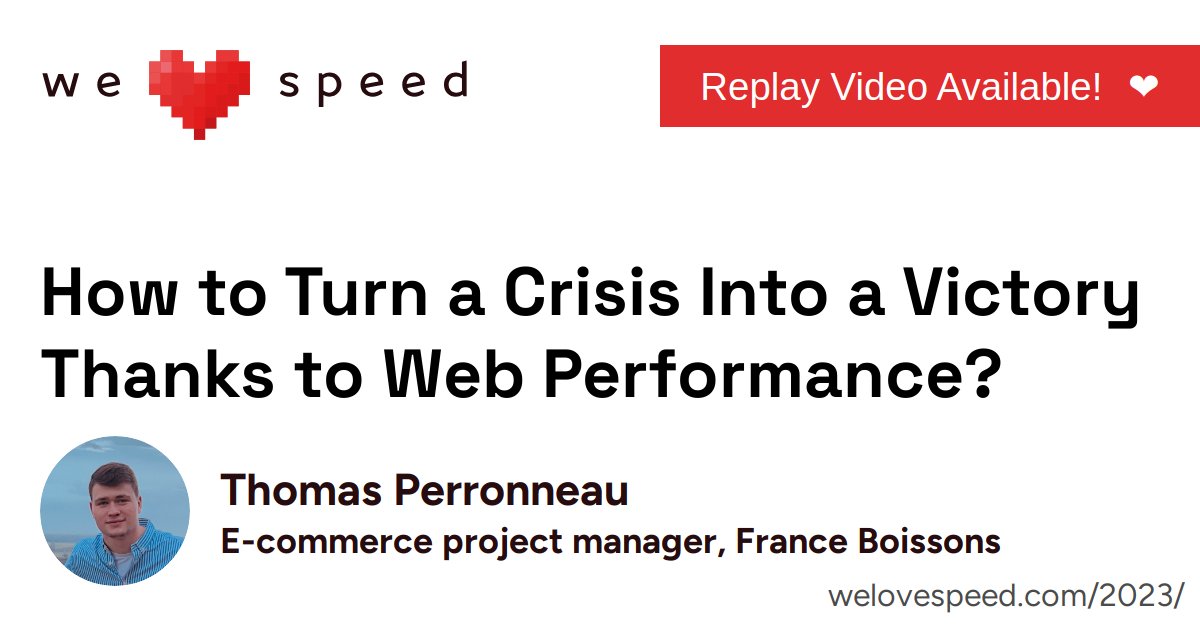 we speed
Replay Video Available! ❤
How to Turn a Crisis Into a Victory
Thanks to Web Performance?
Thomas Perronneau
E-commerce project manager, France Boissons
welovespeed.com/2023/